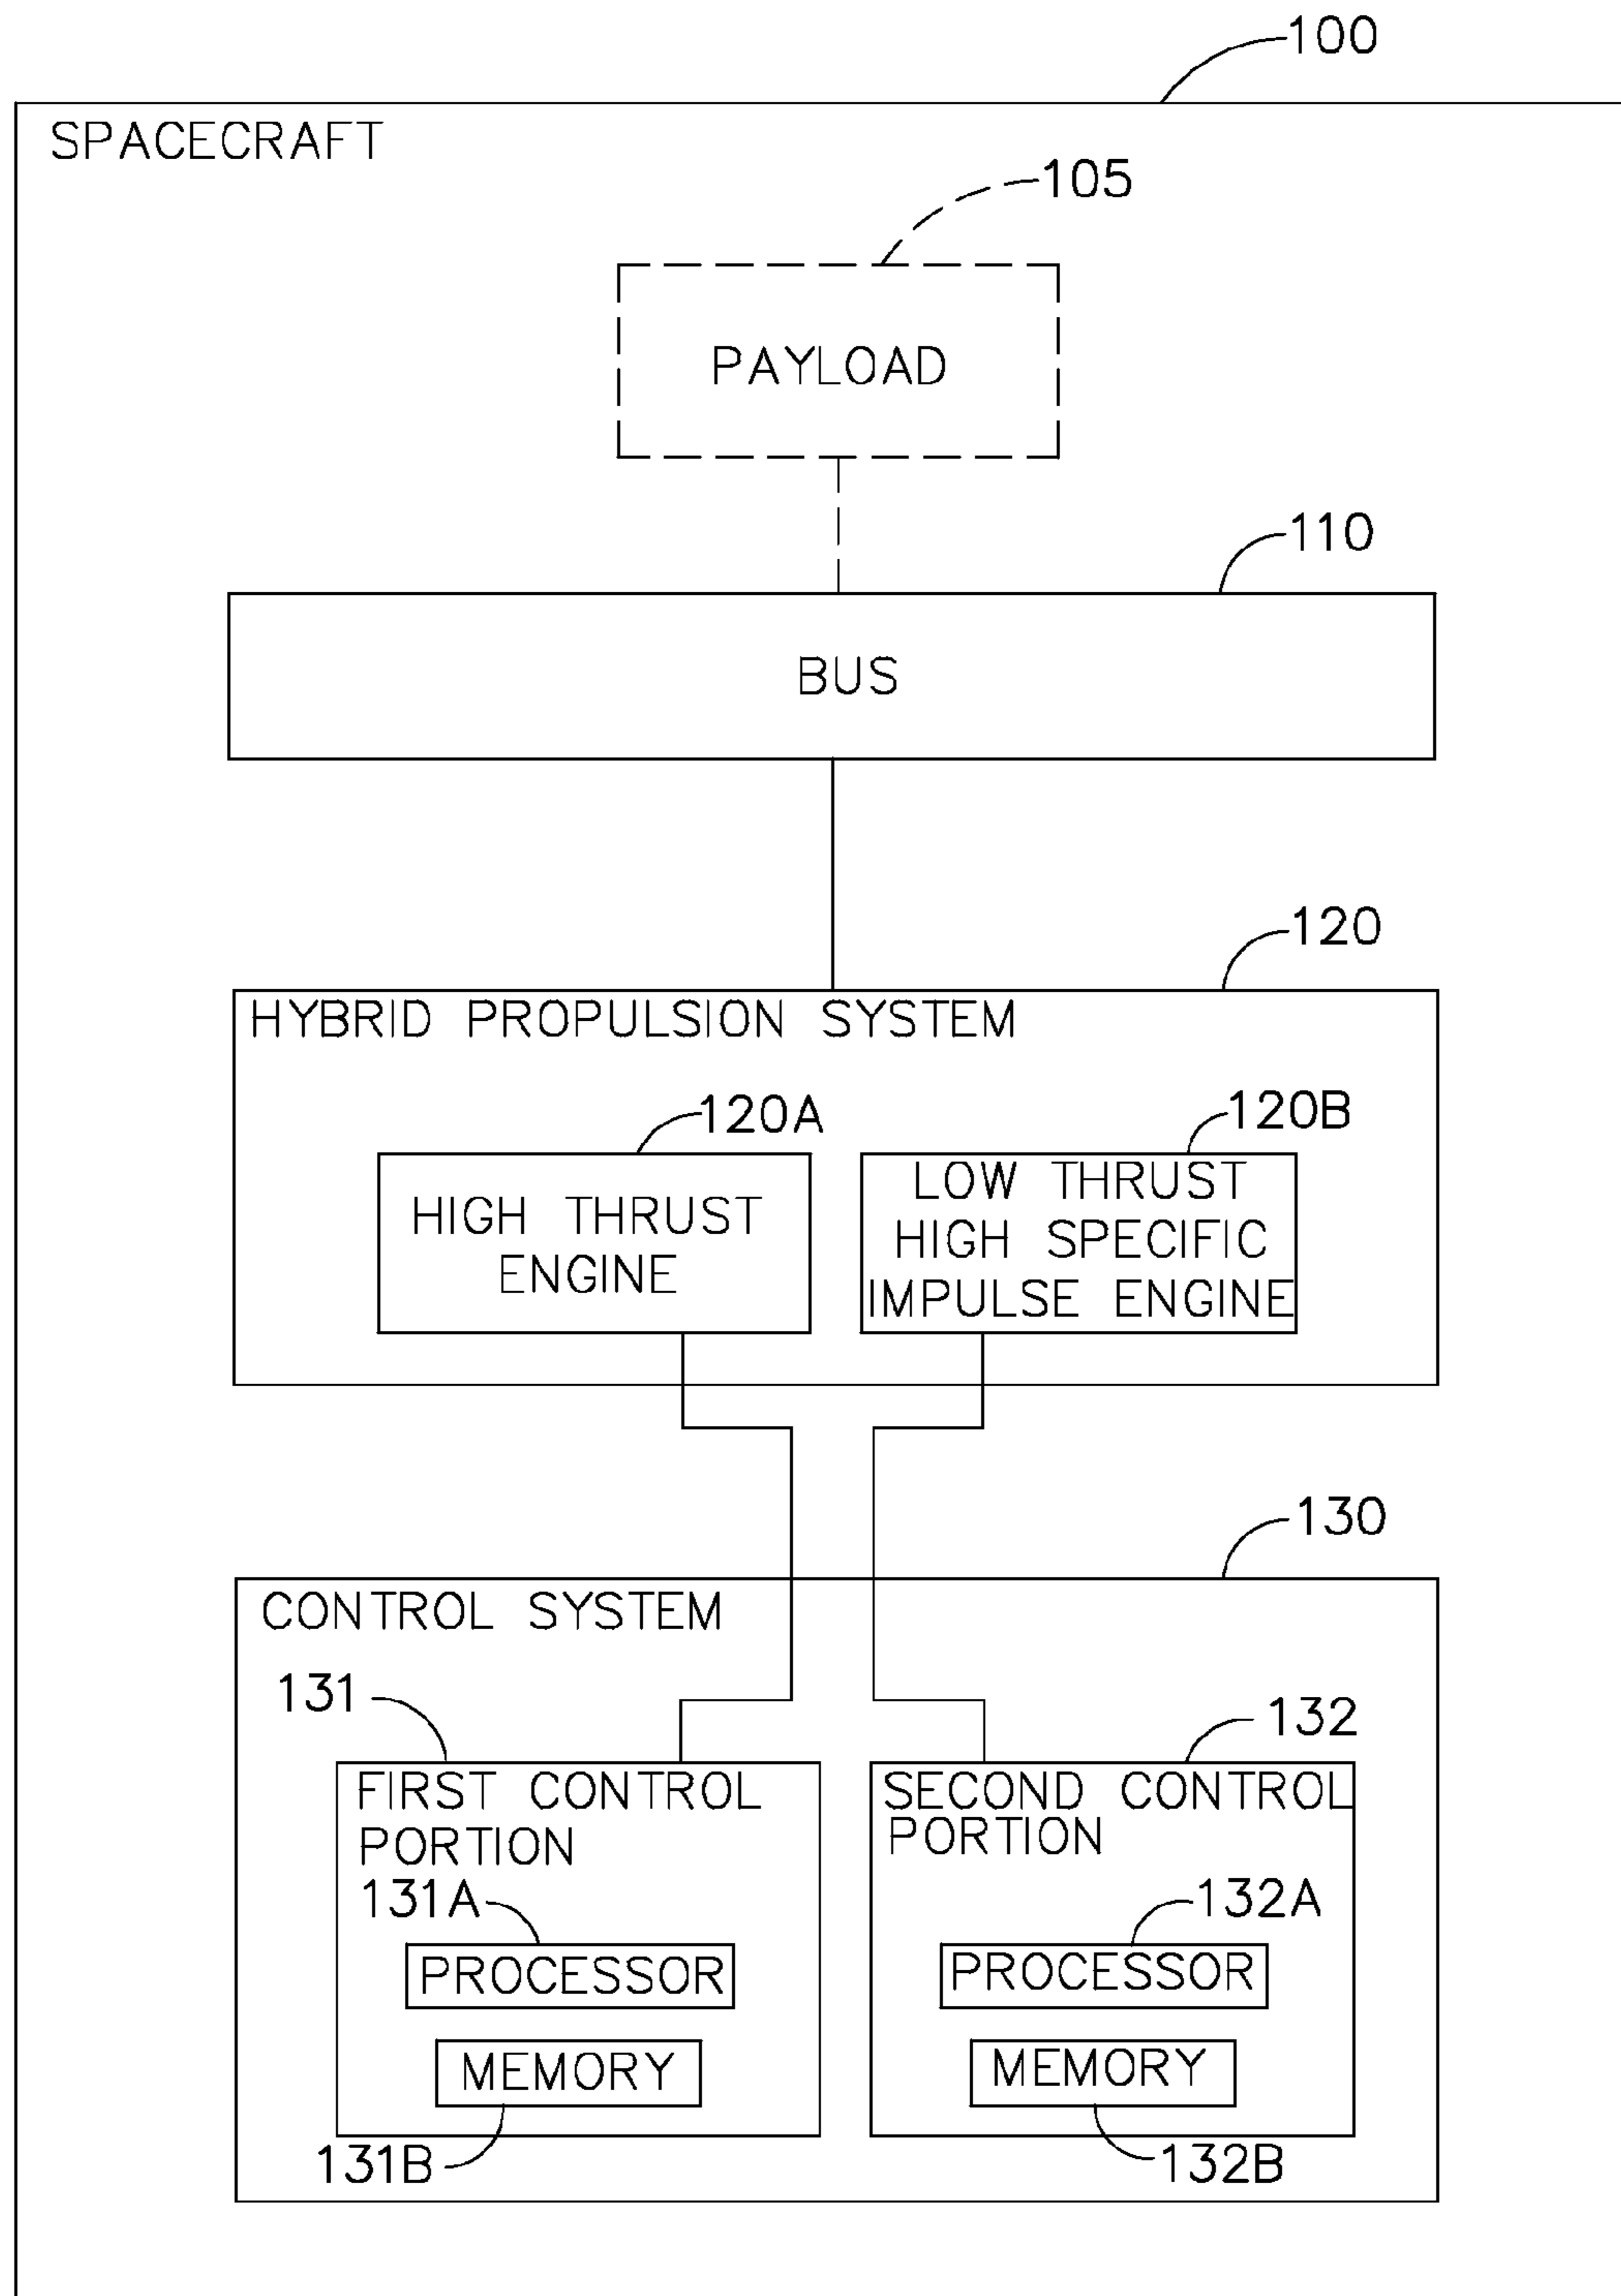 100
SPACECRAFT
105
PAYLOAD
110
BUS
120
HYBRID PROPULSION SYSTEM
120A
120B
HIGH THRUST
ENGINE
LOW THRUST
HIGH SPECIFIC
IMPULSE ENGINE
130
CONTROL SYSTEM
131
132
FIRST CONTROL
PORTION
131A
PROCESSOR
MEMORY
131B
SECOND CONTROL
PORTION
132A
PROCESSOR
MEMORY
132B